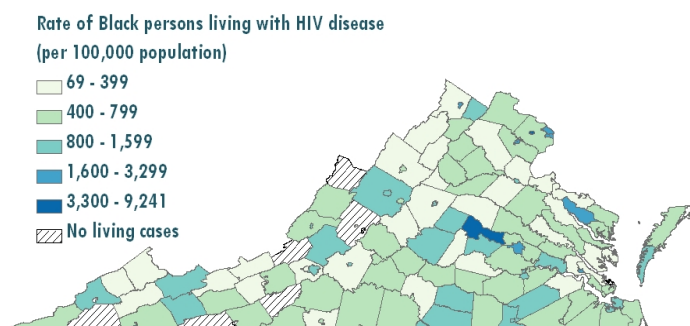 Rate of Black persons living with HIV disease
(per 100,000 population)
69 - 399
400 - 799
800 - 1,599
1,600 - 3,299
3,300 - 9,241
No living cases